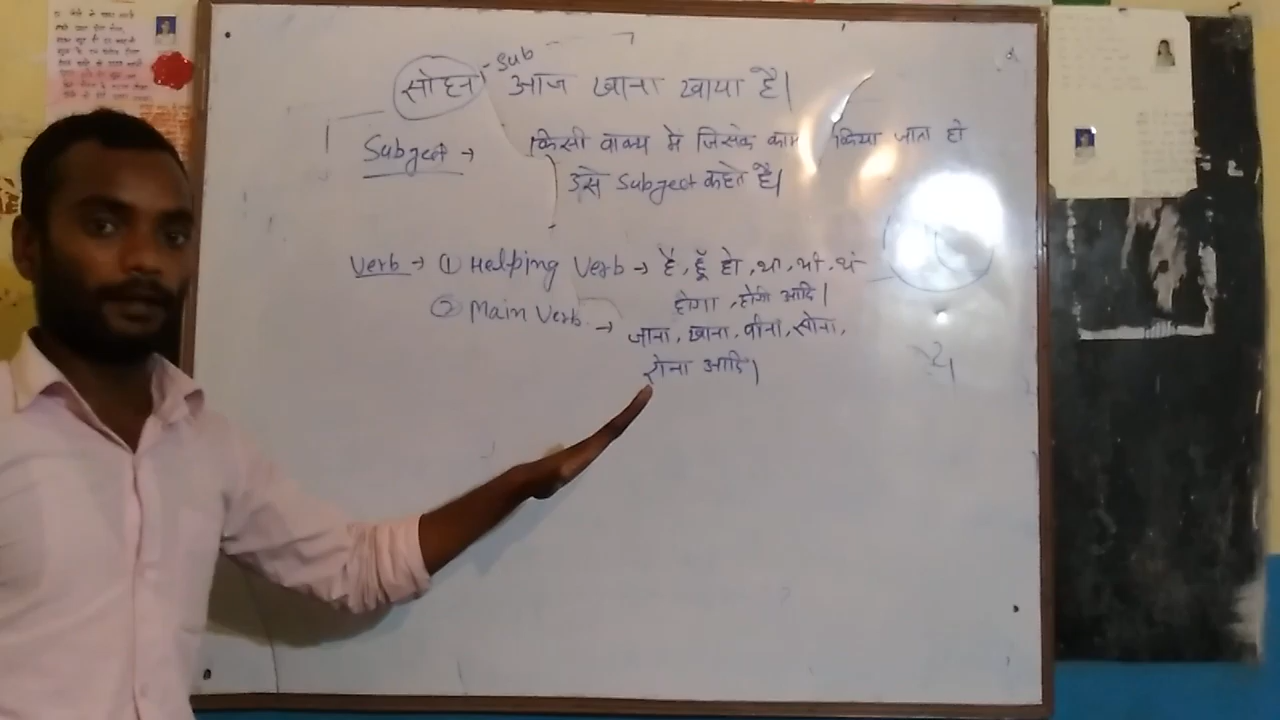 सोहन - Sub आज खाना खाया है।
Subject → किसी वाक्य मे जिसके काम किया जाता हो
उसे Subject कहते है।
Verb → ① Helping Verb → है, हूँ हो, था, थी, थे
होगा, होगी आदि।
② Main Verb → जाना, खाना, पीना, सोना,
रोना आदि।